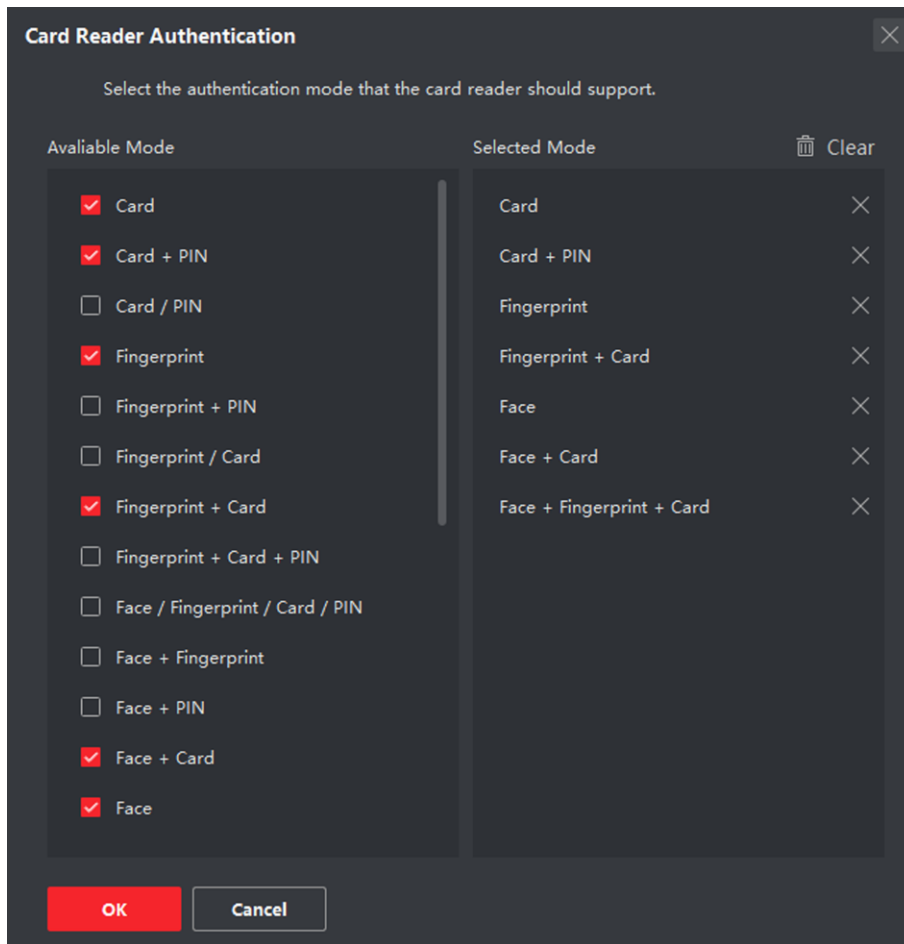 Card Reader Authentication
Select the authentication mode that the card reader should support.
Avaliable Mode
Card
Card + PIN
Card / PIN
Fingerprint
Fingerprint + PIN
Fingerprint / Card
Fingerprint + Card
Fingerprint + Card + PIN
Face / Fingerprint / Card / PIN
Face + Fingerprint
Face + PIN
Face + Card
Face
Selected Mode
Clear
Card
Card + PIN
Fingerprint
Fingerprint + Card
Face
Face + Card
Face + Fingerprint + Card
OK
Cancel